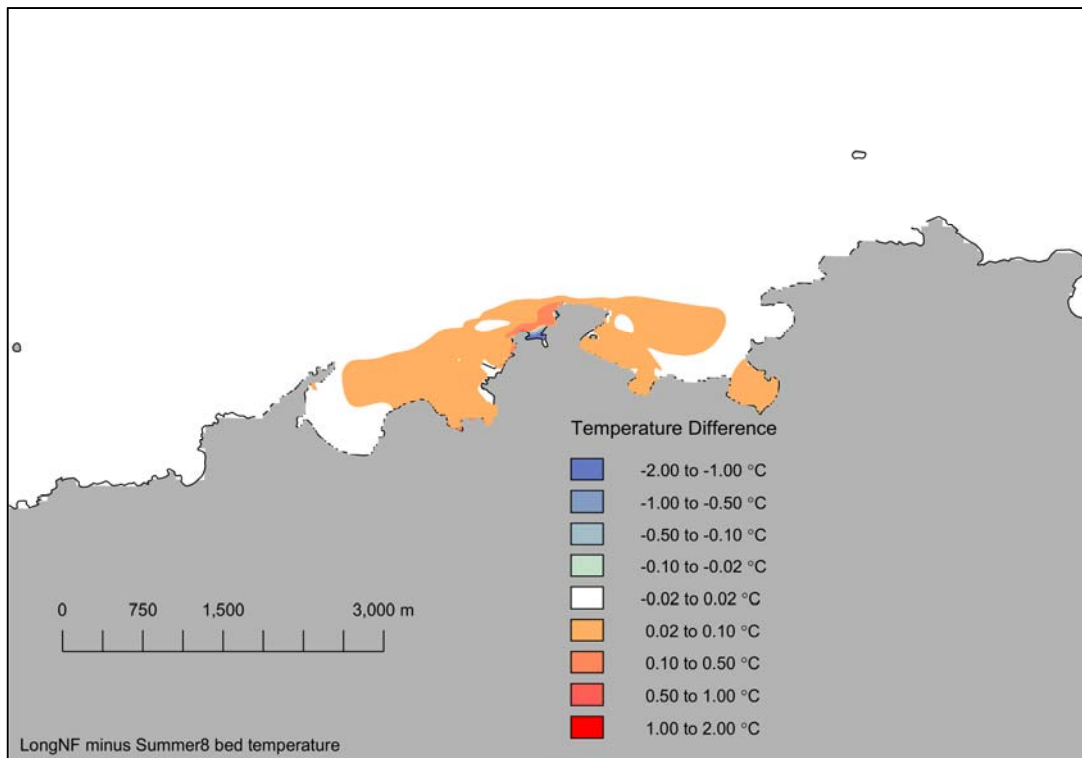 Temperature Difference
-2.00 to -1.00 °C
-1.00 to -0.50 °C
-0.50 to -0.10 °C
-0.10 to -0.02 °C
-0.02 to 0.02 °C
0.02 to 0.10 °C
0.10 to 0.50 °C
0.50 to 1.00 °C
1.00 to 2.00 °C
0 750 1,500 3,000 m
LongNF minus Summer8 bed temperature